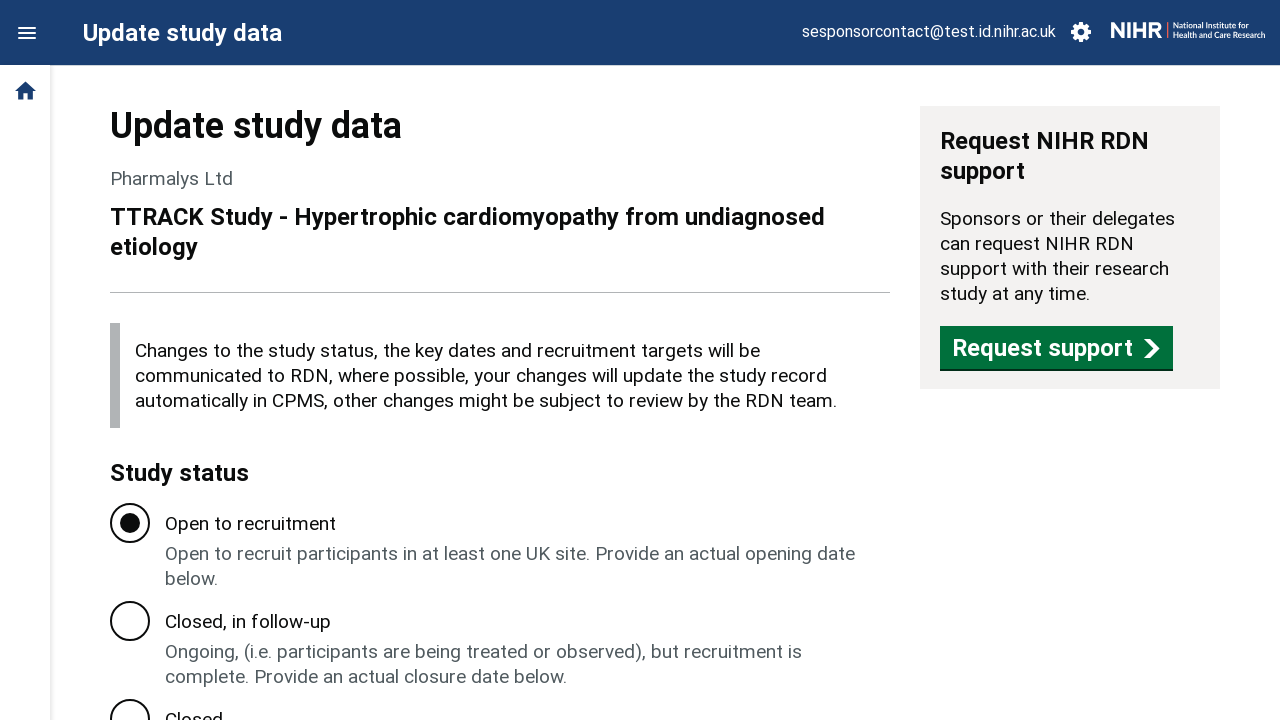 Update study data
sesponsorcontact@test.id.nihr.ac.uk
NIHR | National Institute for
Health and Care Research
Update study data
Pharmalys Ltd
TTRACK Study - Hypertrophic cardiomyopathy from undiagnosed
etiology
Changes to the study status, the key dates and recruitment targets will be
communicated to RDN, where possible, your changes will update the study record
automatically in CPMS, other changes might be subject to review by the RDN team.
Study status
Open to recruitment
Open to recruit participants in at least one UK site. Provide an actual opening date
below.
Closed, in follow-up
Ongoing, (i.e. participants are being treated or observed), but recruitment is
complete. Provide an actual closure date below.
Closed
Request NIHR RDN
support
Sponsors or their delegates
can request NIHR RDN
support with their research
study at any time.
Request support